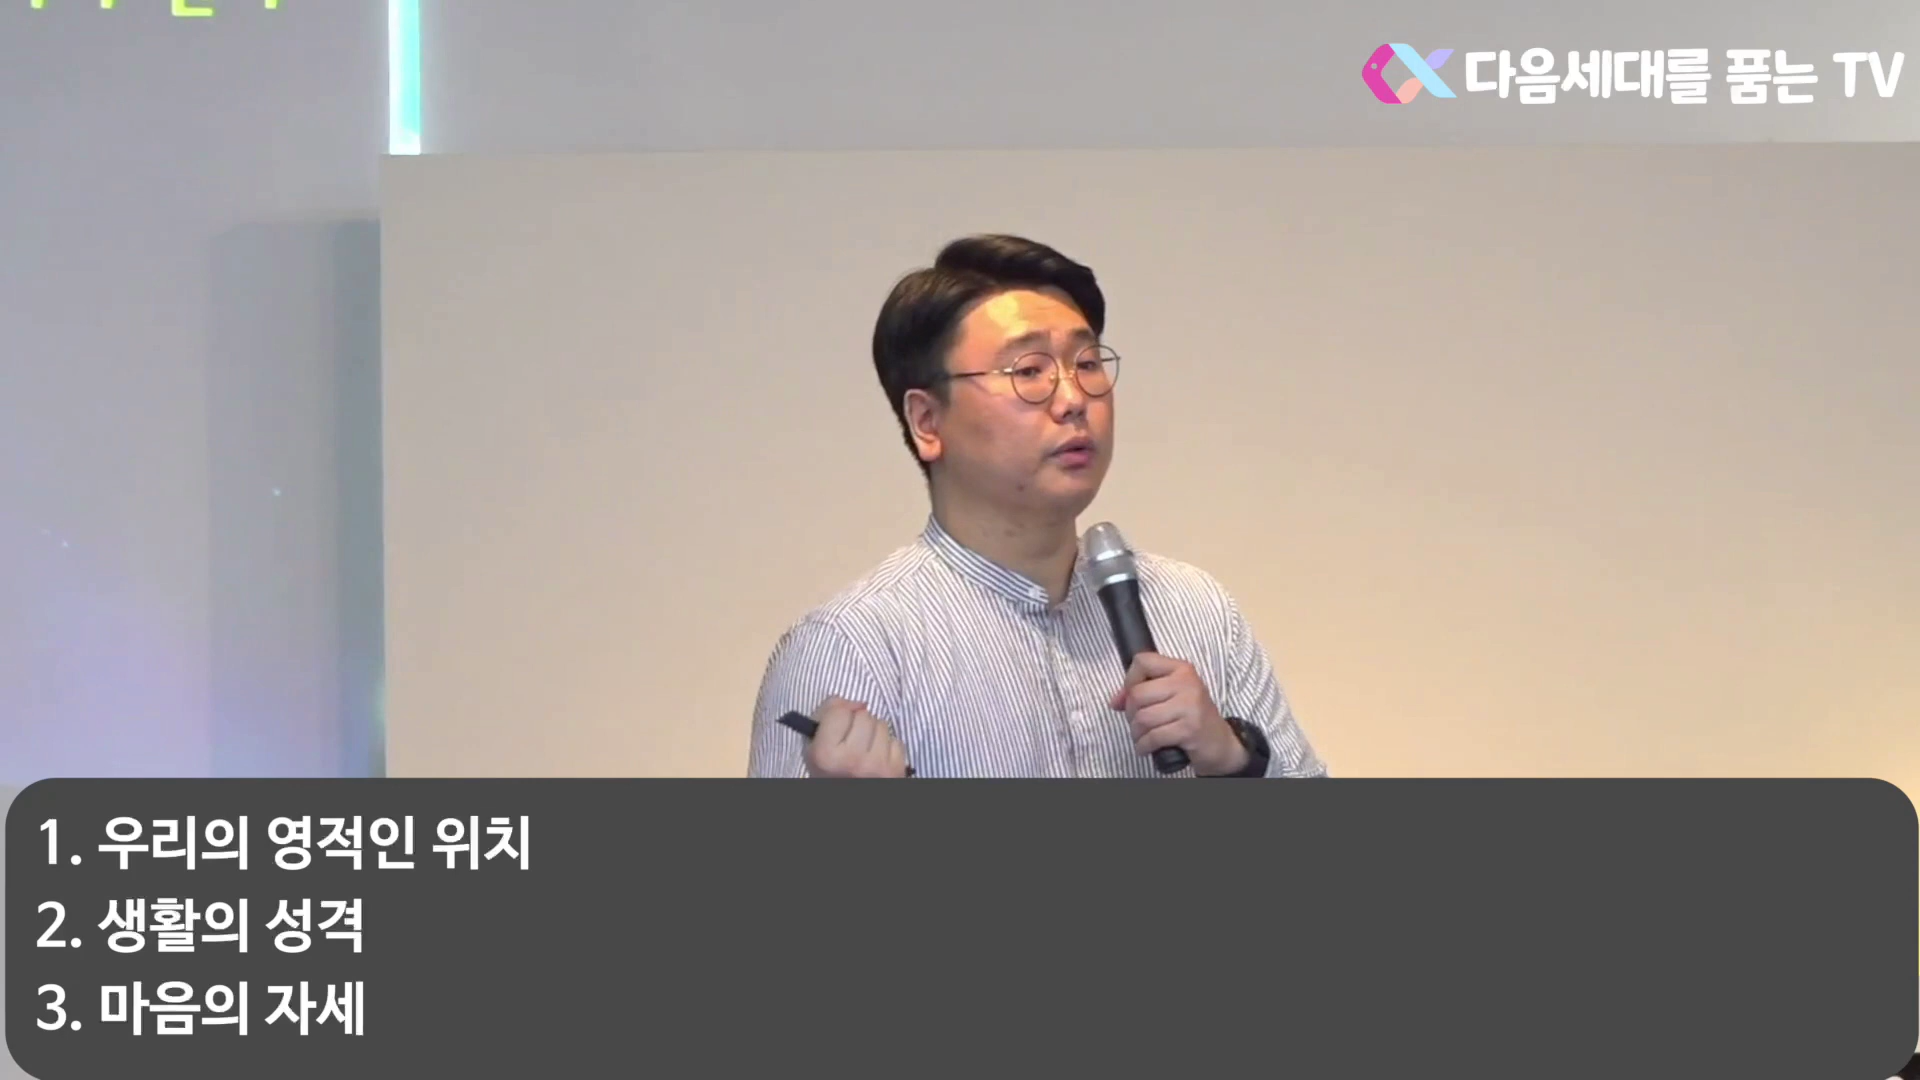 다음세대를 품는 TV
1. 우리의 영적인 위치
2. 생활의 성격
3. 마음의 자세